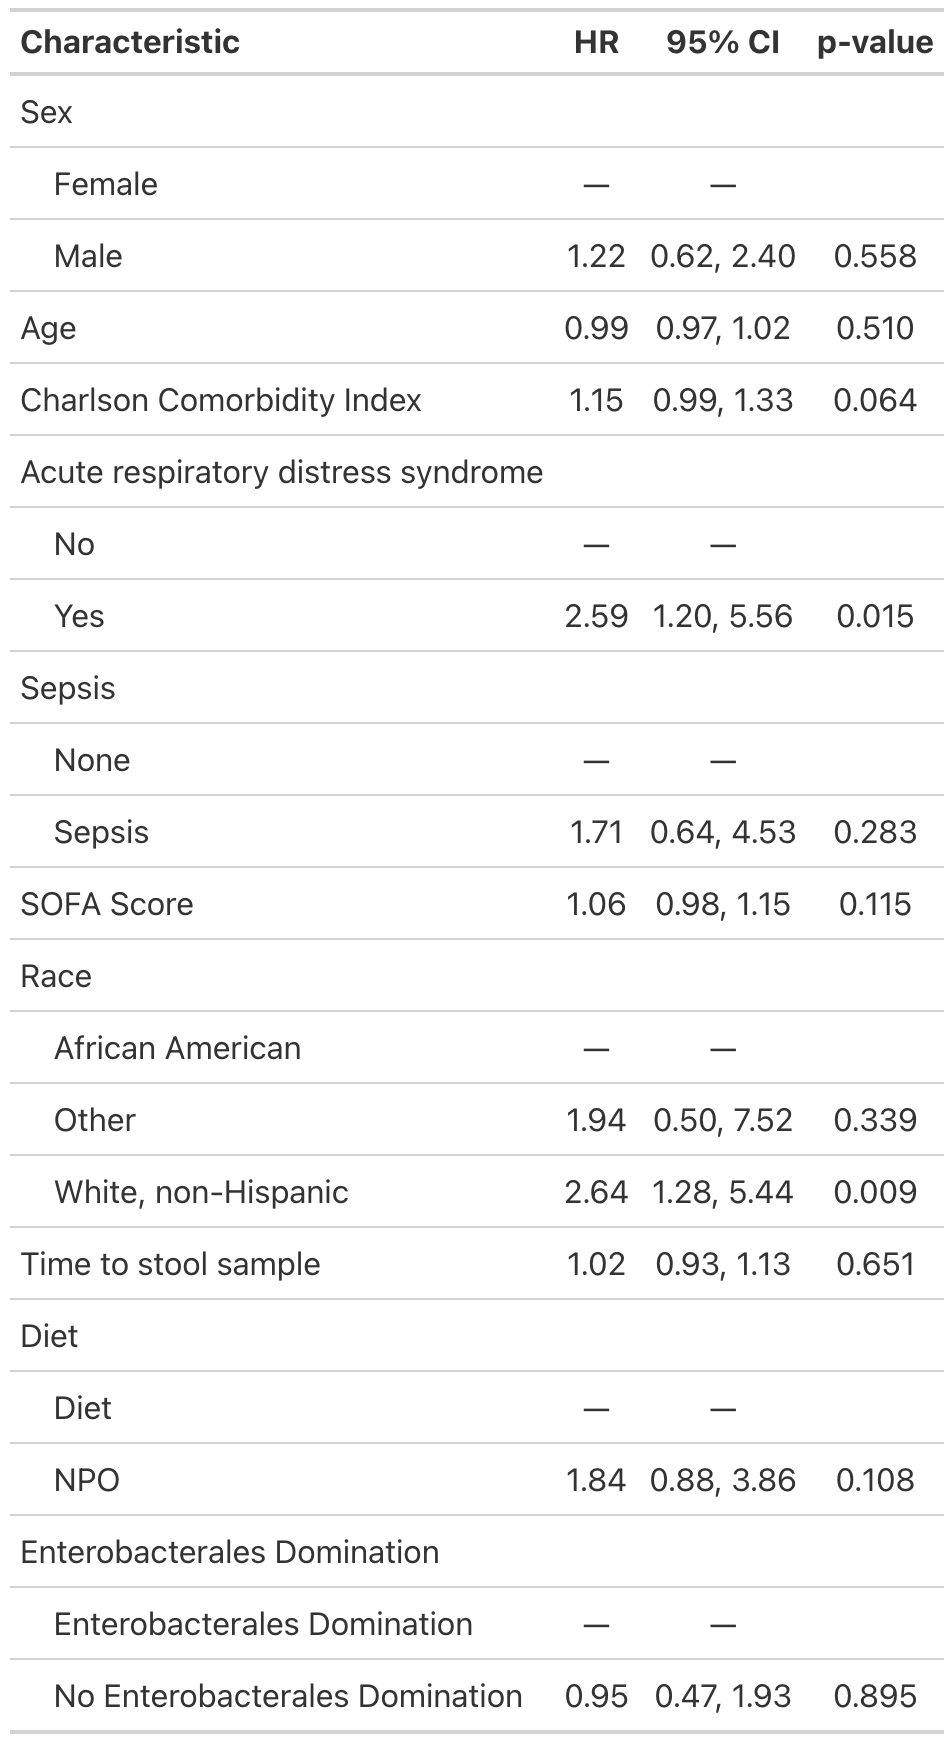 Characteristic HR 95% CI p-value
Sex
Female — —
Male 1.22 0.62, 2.40 0.558
Age 0.99 0.97, 1.02 0.510
Charlson Comorbidity Index 1.15 0.99, 1.33 0.064
Acute respiratory distress syndrome
No — —
Yes 2.59 1.20, 5.56 0.015
Sepsis
None — —
Sepsis 1.71 0.64, 4.53 0.283
SOFA Score 1.06 0.98, 1.15 0.115
Race
African American — —
Other 1.94 0.50, 7.52 0.339
White, non-Hispanic 2.64 1.28, 5.44 0.009
Time to stool sample 1.02 0.93, 1.13 0.651
Diet
Diet — —
NPO 1.84 0.88, 3.86 0.108
Enterobacterales Domination
Enterobacterales Domination — —
No Enterobacterales Domination 0.95 0.47, 1.93 0.895